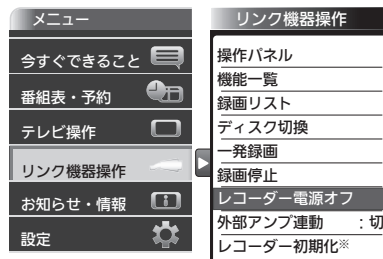 メニュー
今すぐできること
番組表・予約
テレビ操作
リンク機器操作
お知らせ・情報
設定
リンク機器操作
操作パネル
機能一覧
録画リスト
ディスク切換
一発録画
録画停止
レコーダー電源オフ
外部アンプ連動 :切
レコーダー初期化※